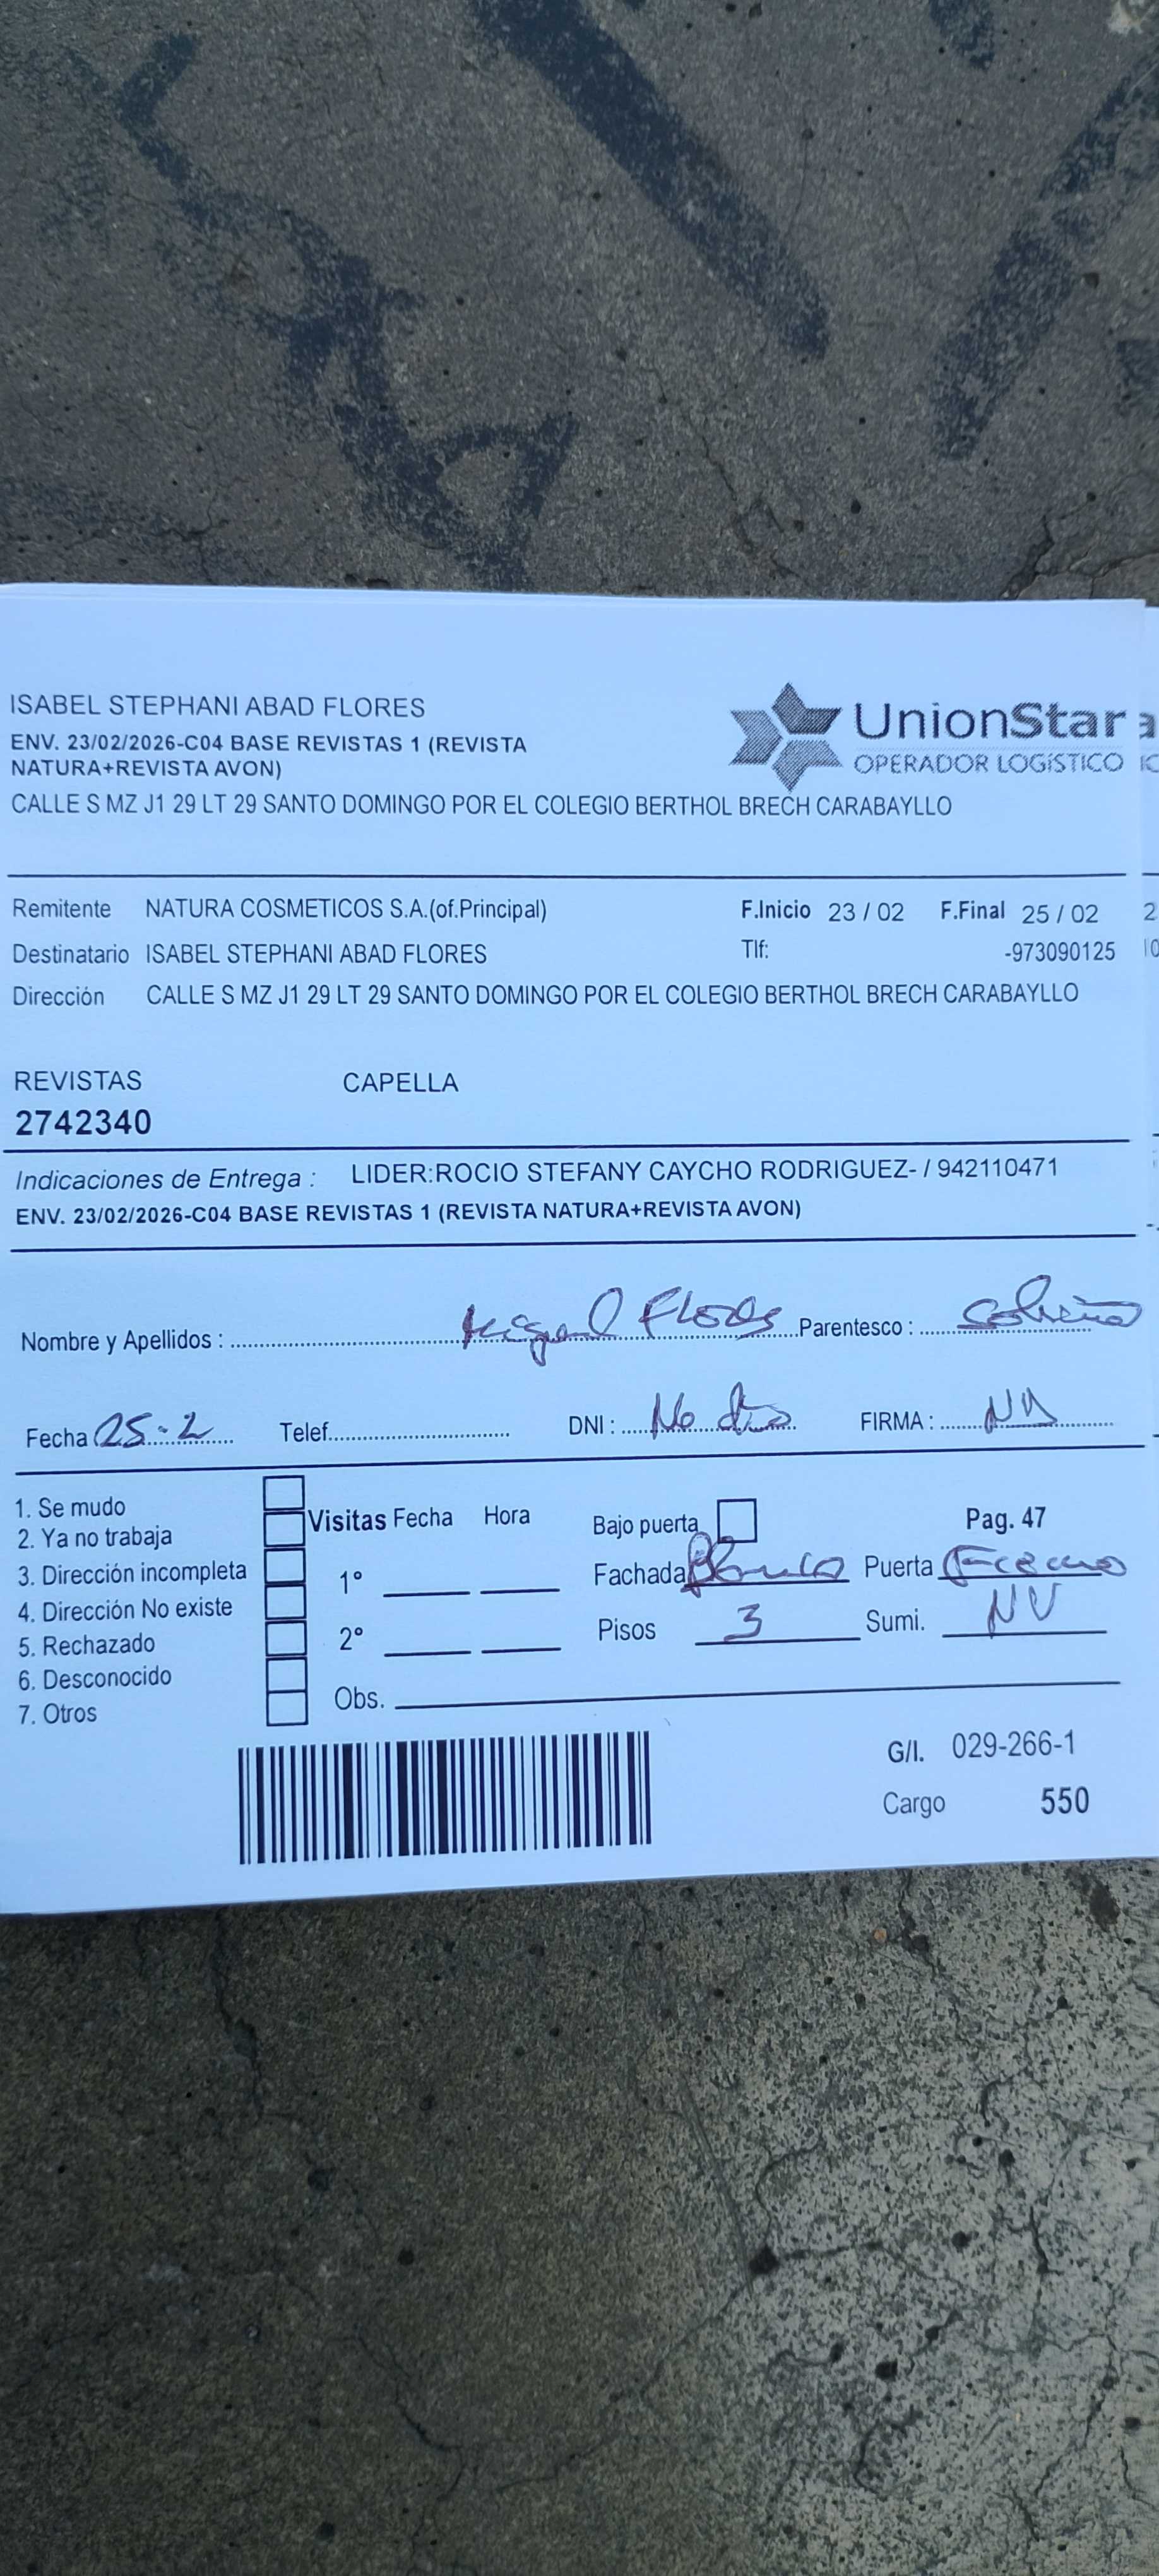 ISABEL STEPHANI ABAD FLORES
ENV. 23/02/2026-C04 BASE REVISTAS 1 (REVISTA
NATURA+REVISTA AVON)
UnionStar
OPERADOR LOGÍSTICO
CALLE S MZ J1 29 LT 29 SANTO DOMINGO POR EL COLEGIO BERTHOL BRECH CARABAYLLO
Remitente NATURA COSMETICOS S.A.(of.Principal) F.Inicio 23 / 02 F.Final 25 / 02
Destinatario ISABEL STEPHANI ABAD FLORES Tlf: -973090125
Dirección CALLE S MZ J1 29 LT 29 SANTO DOMINGO POR EL COLEGIO BERTHOL BRECH CARABAYLLO
REVISTAS CAPELLA
2742340
Indicaciones de Entrega : LIDER:ROCIO STEFANY CAYCHO RODRIGUEZ- / 942110471
ENV. 23/02/2026-C04 BASE REVISTAS 1 (REVISTA NATURA+REVISTA AVON)
Nombre y Apellidos : Miguel Flores Parentesco :
Fecha 25-2 Telef. DNI : No dio FIRMA :
1. Se mudo
2. Ya no trabaja
3. Dirección incompleta
4. Dirección No existe
5. Rechazado
6. Desconocido
7. Otros
Visitas Fecha Hora
1°
2°
Obs.
Bajo puerta Pag. 47
Fachada Blanco Puerta
Pisos 3 Sumi. NV
G/I. 029-266-1
Cargo 550